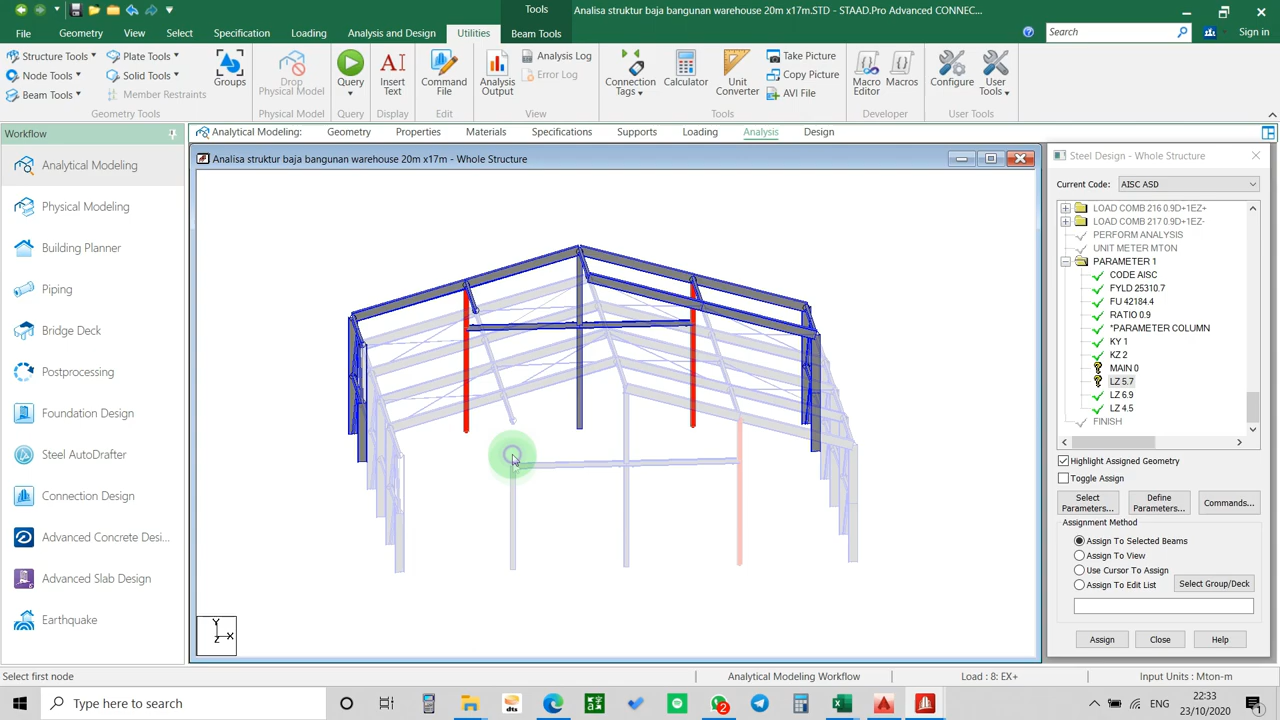 Tools
Analisa struktur baja bangunan warehouse 20m x17m.STD - STAAD.Pro Advanced CONNEC...
File
Geometry
View
Select
Specification
Loading
Analysis and Design
Utilities
Beam Tools
Search
Sign in
Structure Tools
Node Tools
Beam Tools
Plate Tools
Solid Tools
Member Restraints
Geometry Tools
Groups
Drop
Physical Model
Physical Model
Query
Query
Insert
Text
Display
Command
File
Edit
Analysis
Output
Analysis Log
Error Log
View
Connection
Tags
Calculator
Unit
Converter
Take Picture
Copy Picture
AVI File
Tools
Macro
Editor
Macros
Developer
Configure
User
Tools
User Tools
Workflow
Analytical Modeling:
Geometry
Properties
Materials
Specifications
Supports
Loading
Analysis
Design
Analytical Modeling
Physical Modeling
Building Planner
Piping
Bridge Deck
Postprocessing
Foundation Design
Steel AutoDrafter
Connection Design
Advanced Concrete Desi...
Advanced Slab Design
Earthquake
Analisa struktur baja bangunan warehouse 20m x17m - Whole Structure
Y
X
Z
Steel Design - Whole Structure
Current Code:
AISC ASD
LOAD COMB 216 0.9D+1EZ+
LOAD COMB 217 0.9D+1EZ-
PERFORM ANALYSIS
UNIT METER MTON
PARAMETER 1
CODE AISC
FYLD 25310.7
FU 42184.4
RATIO 0.9
*PARAMETER COLUMN
KY 1
KZ 2
MAIN 0
LZ 5.7
LZ 6.9
LZ 4.5
FINISH
Highlight Assigned Geometry
Toggle Assign
Select
Parameters...
Define
Parameters...
Commands...
Assignment Method
Assign To Selected Beams
Assign To View
Use Cursor To Assign
Assign To Edit List
Select Group/Deck
Assign
Close
Help
Select first node
Analytical Modeling Workflow
Load : 8: EX+
Input Units : Mton-m
Type here to search
dts
2
ENG
22:33
23/10/2020
1